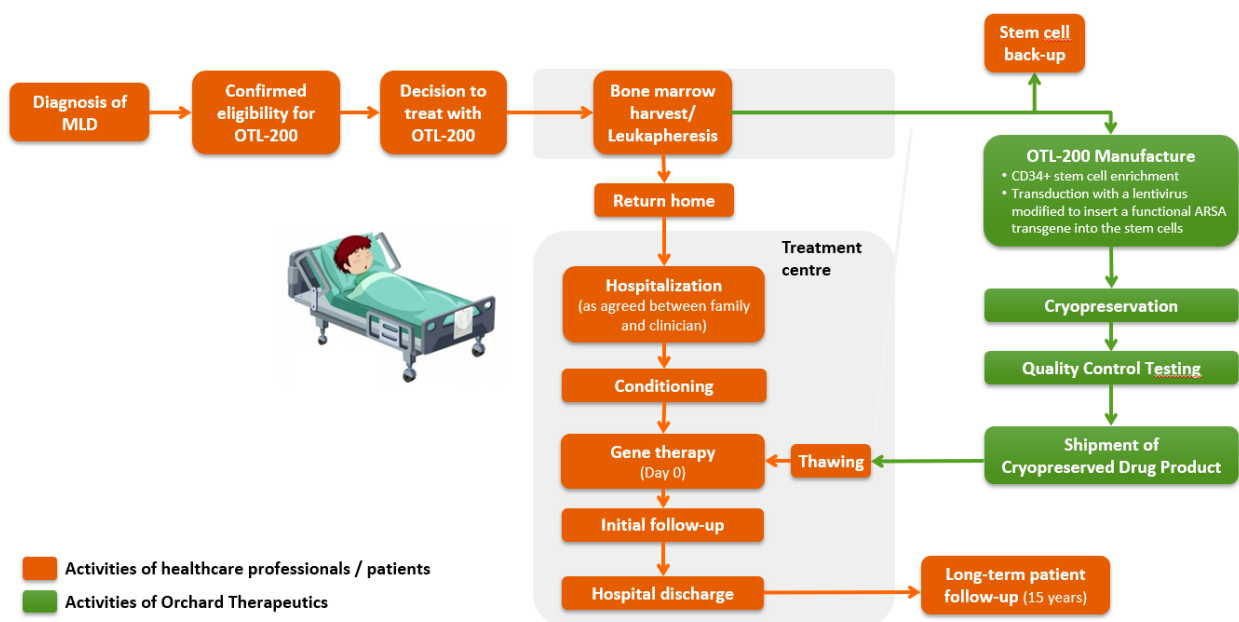 Stem cell
back-up
Diagnosis of
MLD
Confirmed
eligibility for
OTL-200
Decision to
treat with
OTL-200
Bone marrow
harvest/
Leukapheresis
OTL-200 Manufacture
• CD34+ stem cell enrichment
• Transduction with a lentivirus
modified to insert a functional ARSA
transgene into the stem cells
Return home
Treatment
centre
Hospitalization
(as agreed between family
and clinician)
Cryopreservation
Conditioning
Quality Control Testing
Gene therapy
(Day 0)
Thawing
Shipment of
Cryopreserved Drug Product
Initial follow-up
Hospital discharge
Long-term patient
follow-up (15 years)
Activities of healthcare professionals / patients
Activities of Orchard Therapeutics